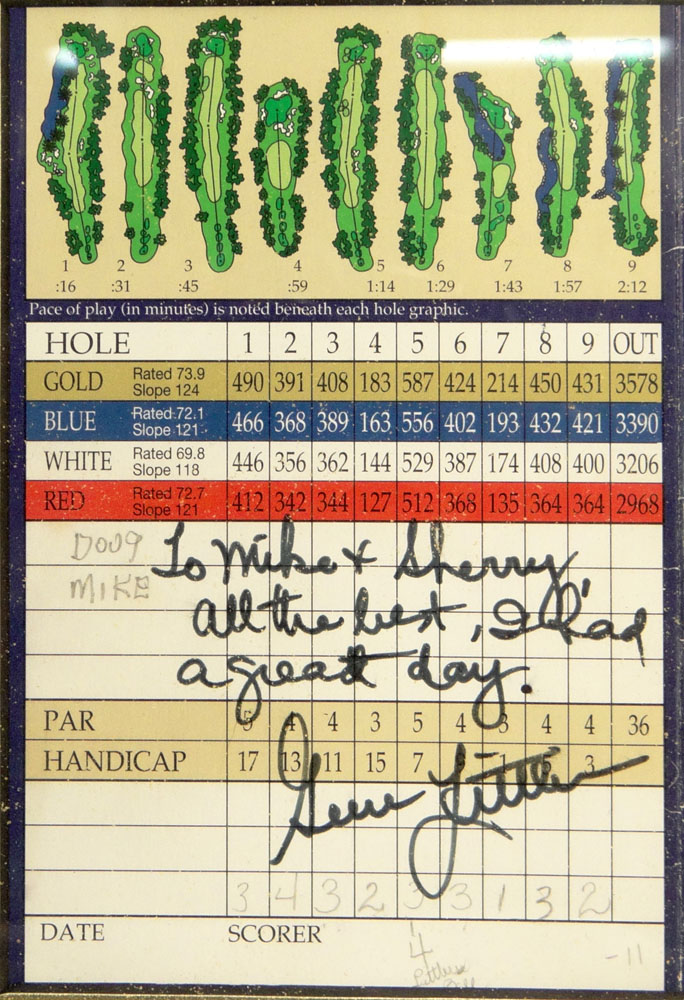 1 2 3 4 5 6 7 8 9
:16 :31 :45 :59 1:14 1:29 1:43 1:57 2:12
Pace of play (in minutes) is noted beneath each hole graphic.
HOLE 1 2 3 4 5 6 7 8 9 OUT
GOLD Rated 73.9 Slope 124 490 391 408 183 587 424 214 450 431 3578
BLUE Rated 72.1 Slope 121 466 368 389 163 556 402 193 432 421 3390
WHITE Rated 69.8 Slope 118 446 356 362 144 529 387 174 408 400 3206
RED Rated 72.7 Slope 121 412 342 344 127 512 368 135 364 364 2968
DOUG
MIKE
To Mike + Sherry,
all the best, I had
a great day.
PAR 5 4 4 3 5 4 3 4 4 36
HANDICAP 17 13 11 15 7 9 1 5 3
Gene Littler
3 4 3 2 3 3 1 3 2
DATE SCORER
4 -11
Littler